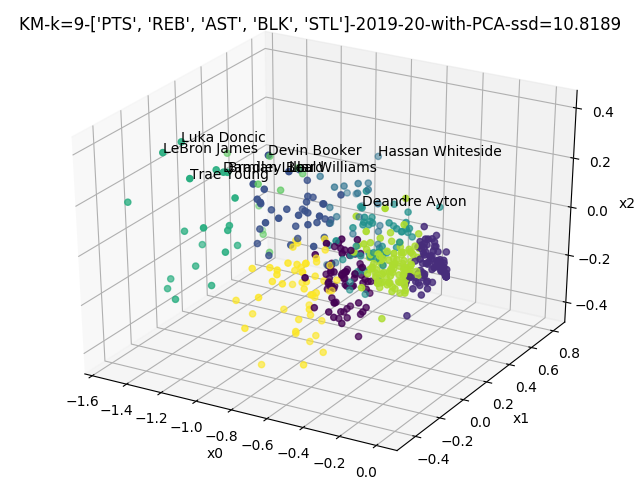 KM-k=9-['PTS', 'REB', 'AST', 'BLK', 'STL']-2019-20-with-PCA-ssd=10.8189
Luka Doncic
LeBron James
Devin Booker
Hassan Whiteside
Trae Young
Williams
Deandre Ayton
0.4
0.2
0.0
−0.2
−0.4
x2
−1.6
−1.4
−1.2
−1.0
−0.8
−0.6
−0.4
−0.2
0.0
x0
−0.4
−0.2
0.0
0.2
0.4
0.6
0.8
x1